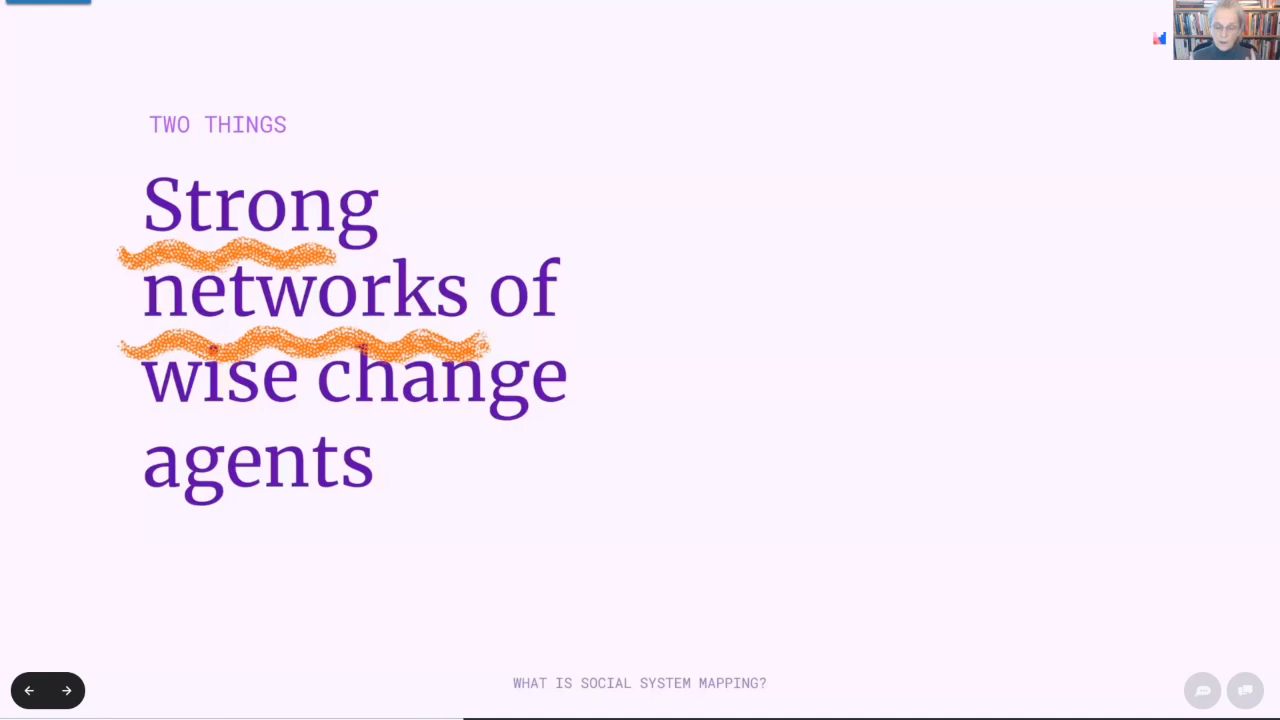 TWO THINGS
Strong
networks of
wise change
agents
WHAT IS SOCIAL SYSTEM MAPPING?